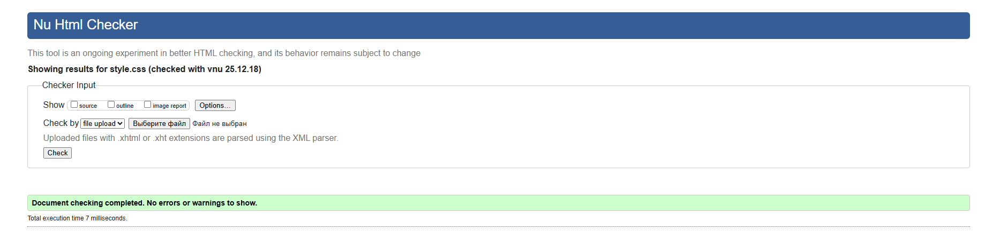 Nu Html Checker
This tool is an ongoing experiment in better HTML checking, and its behavior remains subject to change
Showing results for style.css (checked with vnu 25.12.18)
Checker Input
Show source outline image report Options...
Check by file upload Выберите файл Файл не выбран
Uploaded files with .xhtml or .xht extensions are parsed using the XML parser.
Check
Document checking completed. No errors or warnings to show.
Total execution time 7 milliseconds.